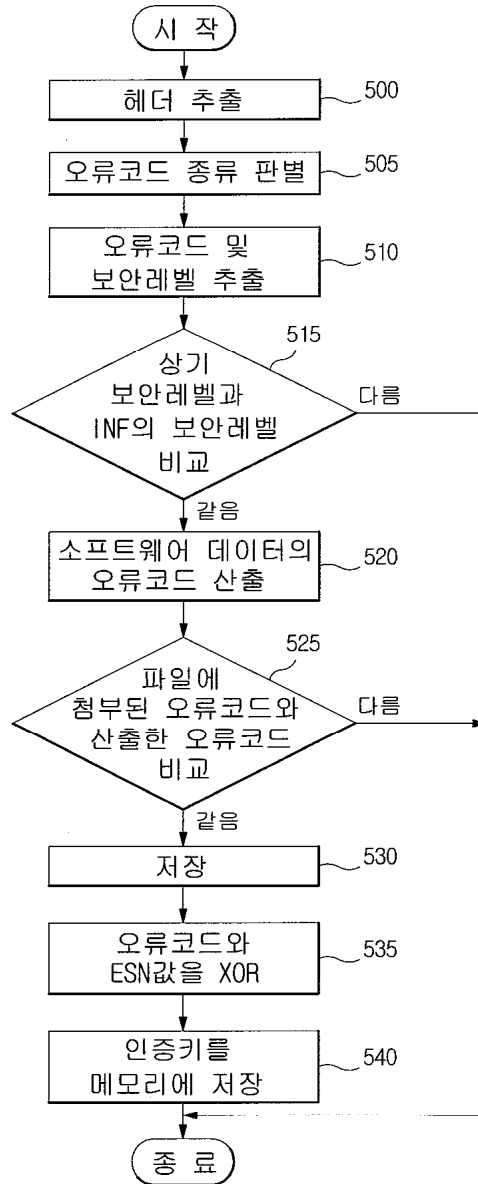 시 작
헤더 추출
500
오류코드 종류 판별
505
오류코드 및
보안레벨 추출
510
515
상기
보안레벨과
INF의 보안레벨
비교
다름
같음
소프트웨어 데이터의
오류코드 산출
520
525
파일에
첨부된 오류코드와
산출한 오류코드
비교
다름
같음
저장
530
오류코드와
ESN값을 XOR
535
인증키를
메모리에 저장
540
종 료